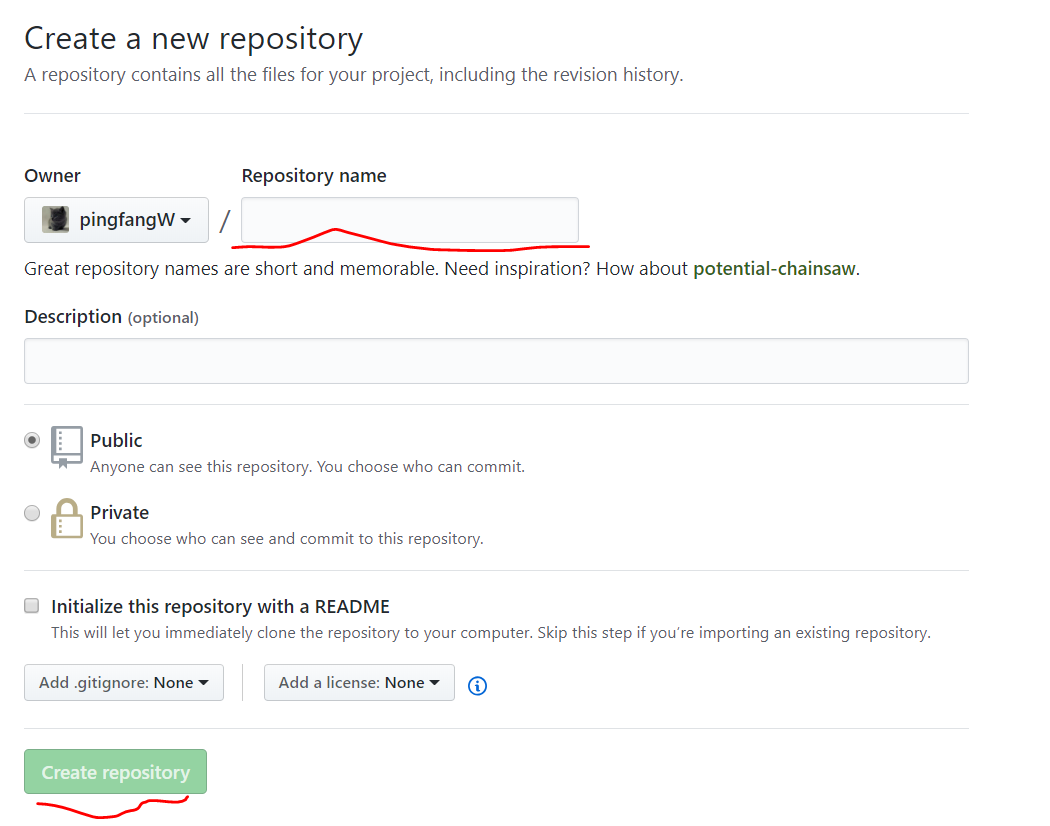 Create a new repository
A repository contains all the files for your project, including the revision history.
Owner
Repository name
pingfangW
/
Great repository names are short and memorable. Need inspiration? How about potential-chainsaw.
Description (optional)
Public
Anyone can see this repository. You choose who can commit.
Private
You choose who can see and commit to this repository.
Initialize this repository with a README
This will let you immediately clone the repository to your computer. Skip this step if you’re importing an existing repository.
Add .gitignore: None
Add a license: None
Create repository